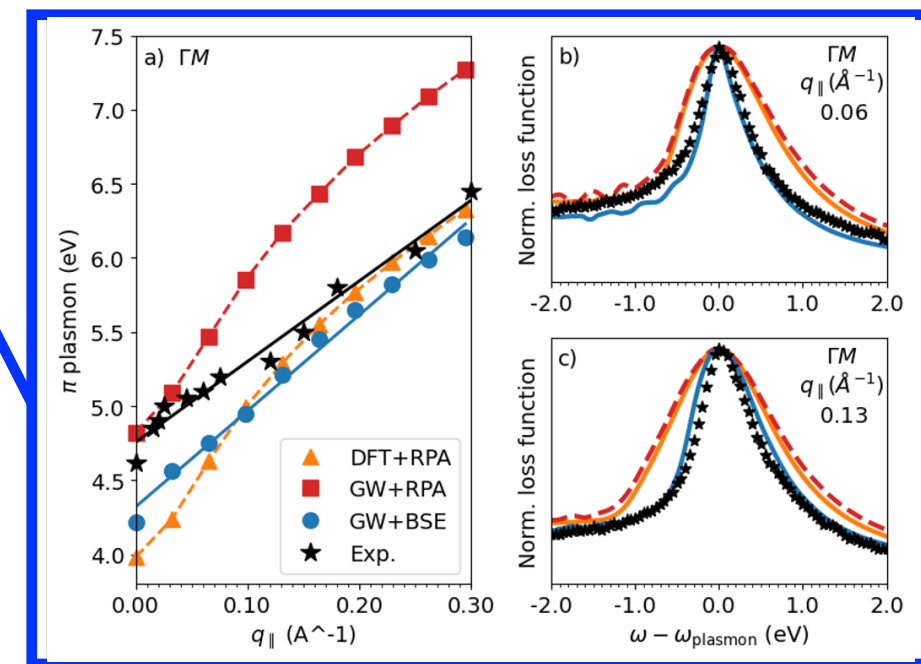 a) ΓM
7.5
7.0
6.5
6.0
5.5
5.0
4.5
4.0
π plasmon (eV)
DFT+RPA
GW+RPA
GW+BSE
Exp.
0.00
0.10
0.20
0.30
q∥ (A^-1)
b)
ΓM
q∥(Å⁻¹)
0.06
Norm. loss function
-2.0
-1.0
0.0
1.0
2.0
c)
ΓM
q∥(Å⁻¹)
0.13
Norm. loss function
-2.0
-1.0
0.0
1.0
2.0
ω − ωplasmon (eV)